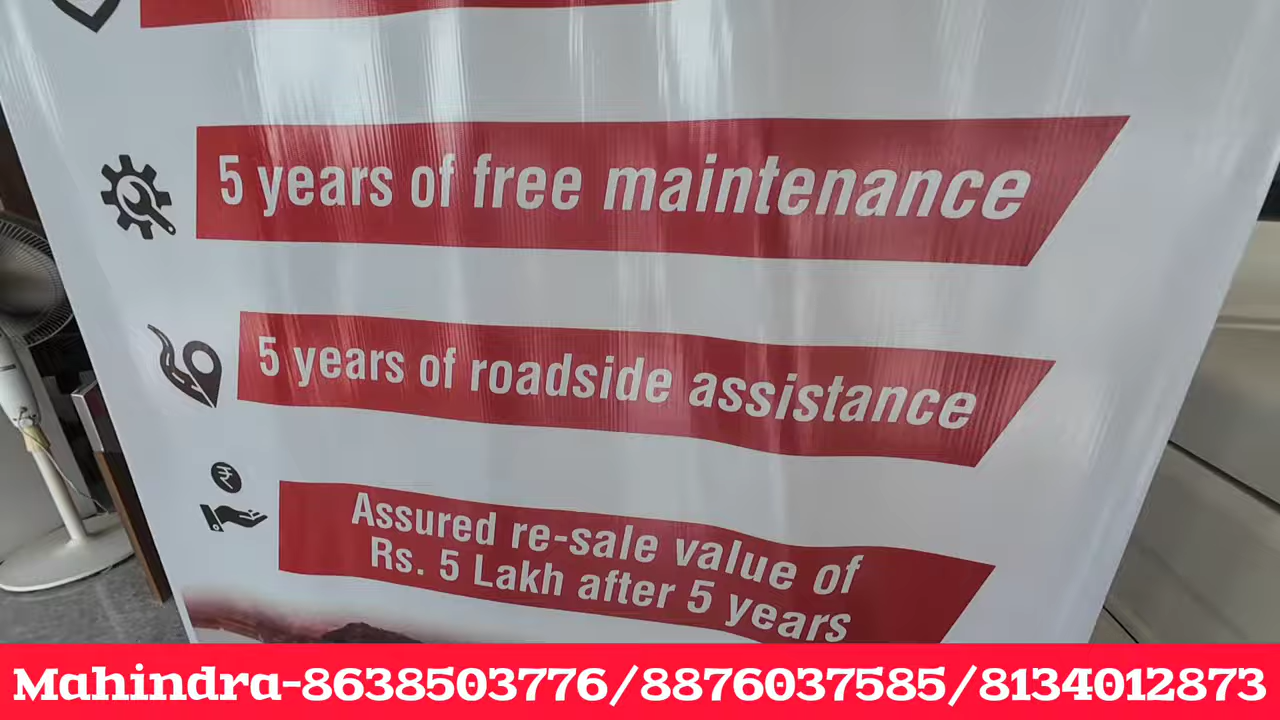 5 years of free maintenance
5 years of roadside assistance
₹
Assured re-sale value of
Rs. 5 Lakh after 5 years
Mahindra-8638503776/8876037585/8134012873